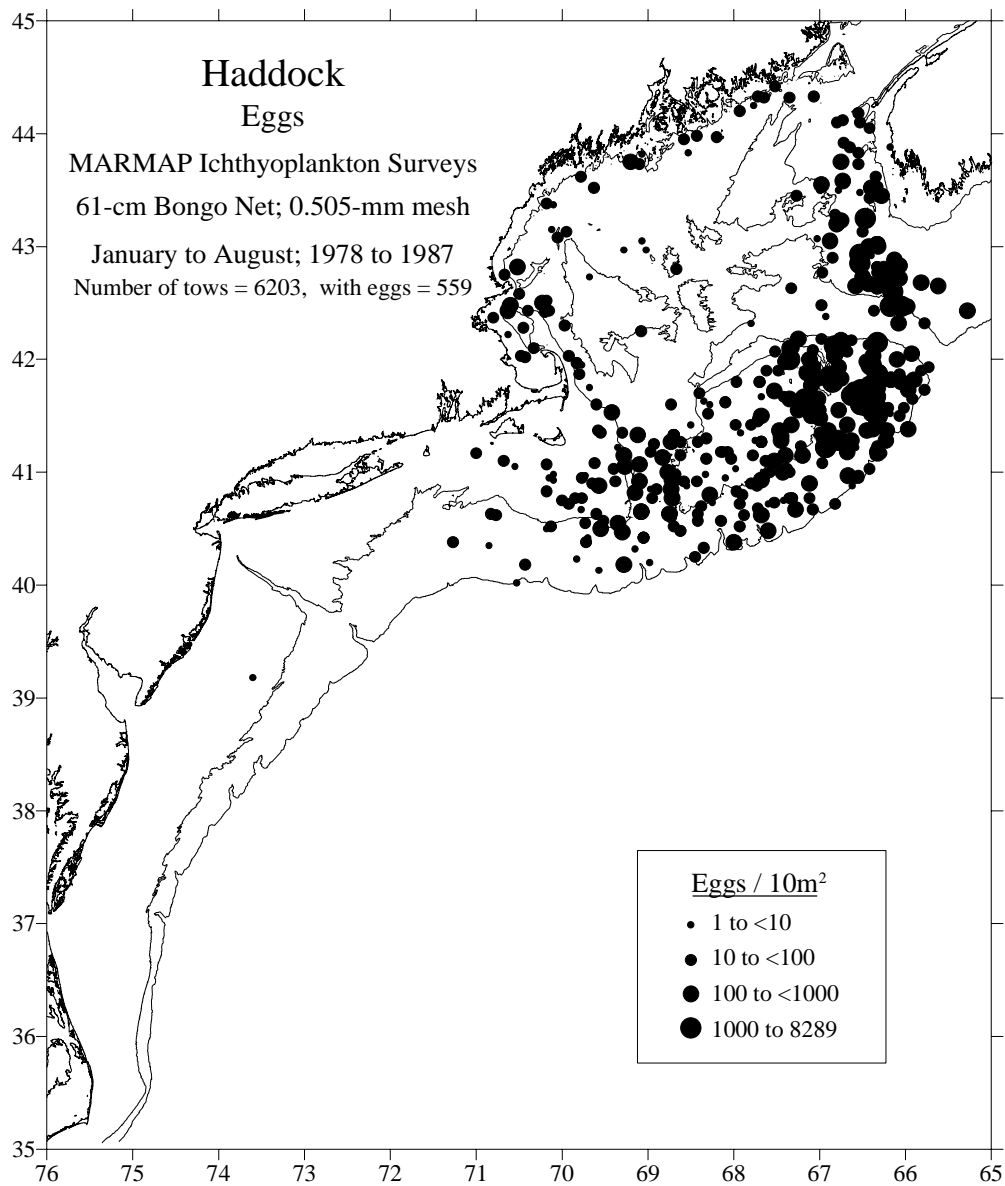 Haddock
Eggs
MARMAP Ichthyoplankton Surveys
61-cm Bongo Net; 0.505-mm mesh
January to August; 1978 to 1987
Number of tows = 6203, with eggs = 559
45
44
43
42
41
40
39
38
37
36
35
Eggs / 10m²
1 to <10
10 to <100
100 to <1000
1000 to 8289
76 75 74 73 72 71 70 69 68 67 66 65